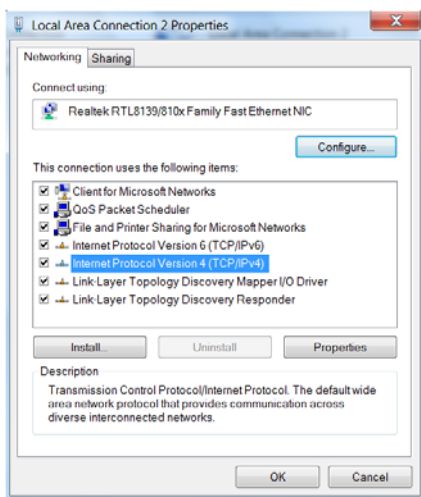 Local Area Connection 2 Properties
Networking
Sharing
Connect using:
Realtek RTL8139/810x Family Fast Ethernet NIC
Configure...
This connection uses the following items:
Client for Microsoft Networks
QoS Packet Scheduler
File and Printer Sharing for Microsoft Networks
Internet Protocol Version 6 (TCP/IPv6)
Internet Protocol Version 4 (TCP/IPv4)
Link-Layer Topology Discovery Mapper I/O Driver
Link-Layer Topology Discovery Responder
Install...
Uninstall
Properties
Description
Transmission Control Protocol/Internet Protocol. The default wide
area network protocol that provides communication across
diverse interconnected networks.
OK
Cancel